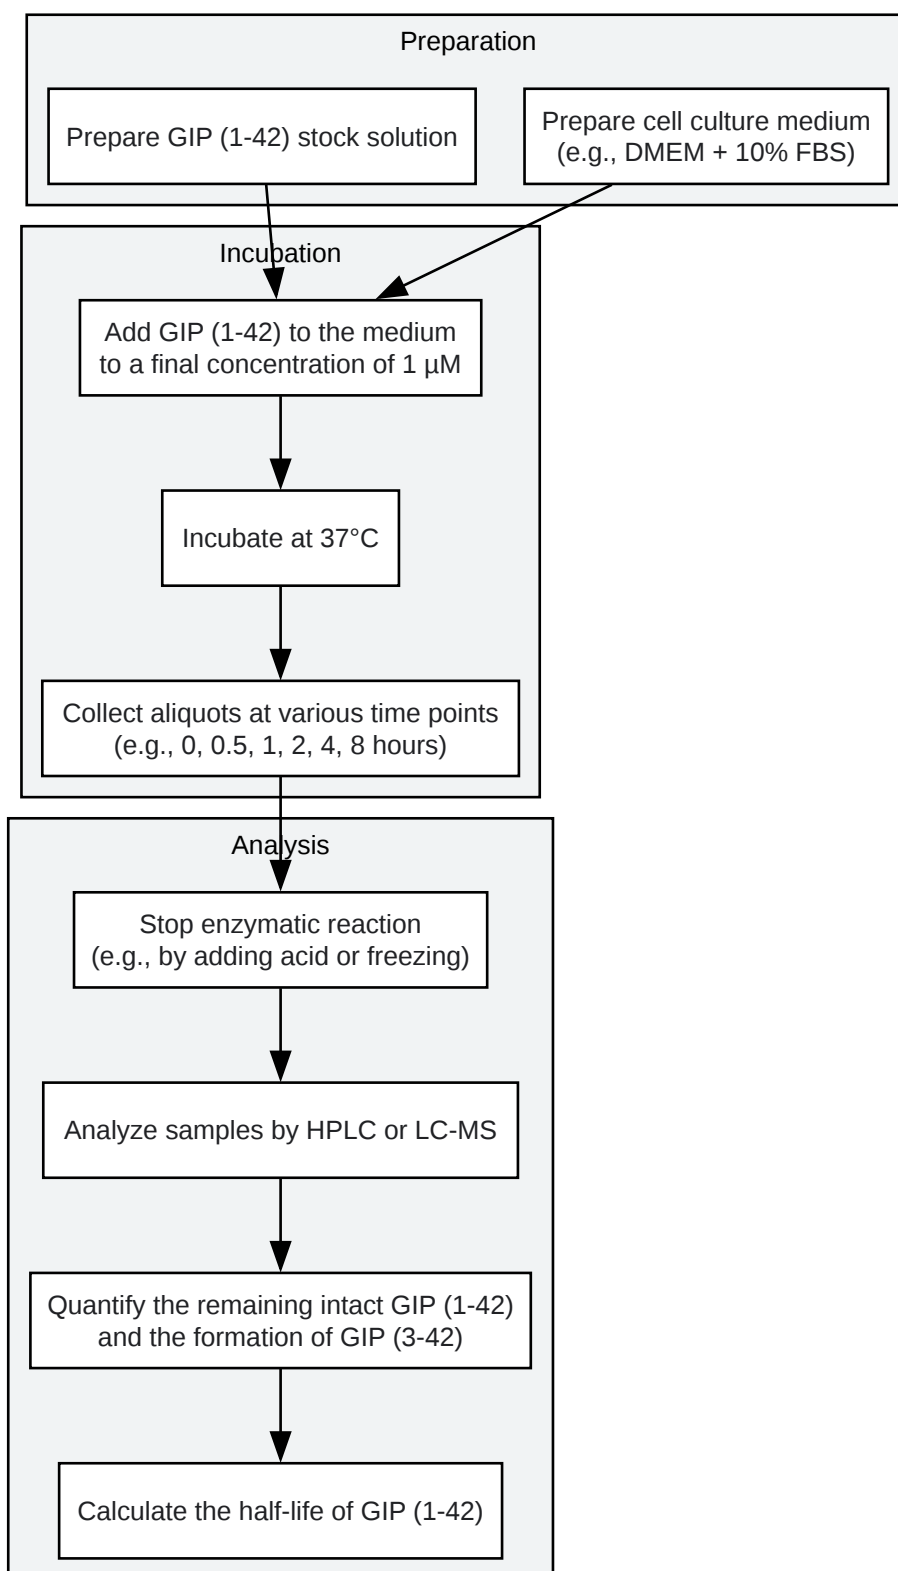 Preparation
Prepare GIP (1-42) stock solution
Prepare cell culture medium
(e.g., DMEM + 10% FBS)
Incubation
Add GIP (1-42) to the medium
to a final concentration of 1 µM
Incubate at 37°C
Collect aliquots at various time points
(e.g., 0, 0.5, 1, 2, 4, 8 hours)
Analysis
Stop enzymatic reaction
(e.g., by adding acid or freezing)
Analyze samples by HPLC or LC-MS
Quantify the remaining intact GIP (1-42)
and the formation of GIP (3-42)
Calculate the half-life of GIP (1-42)